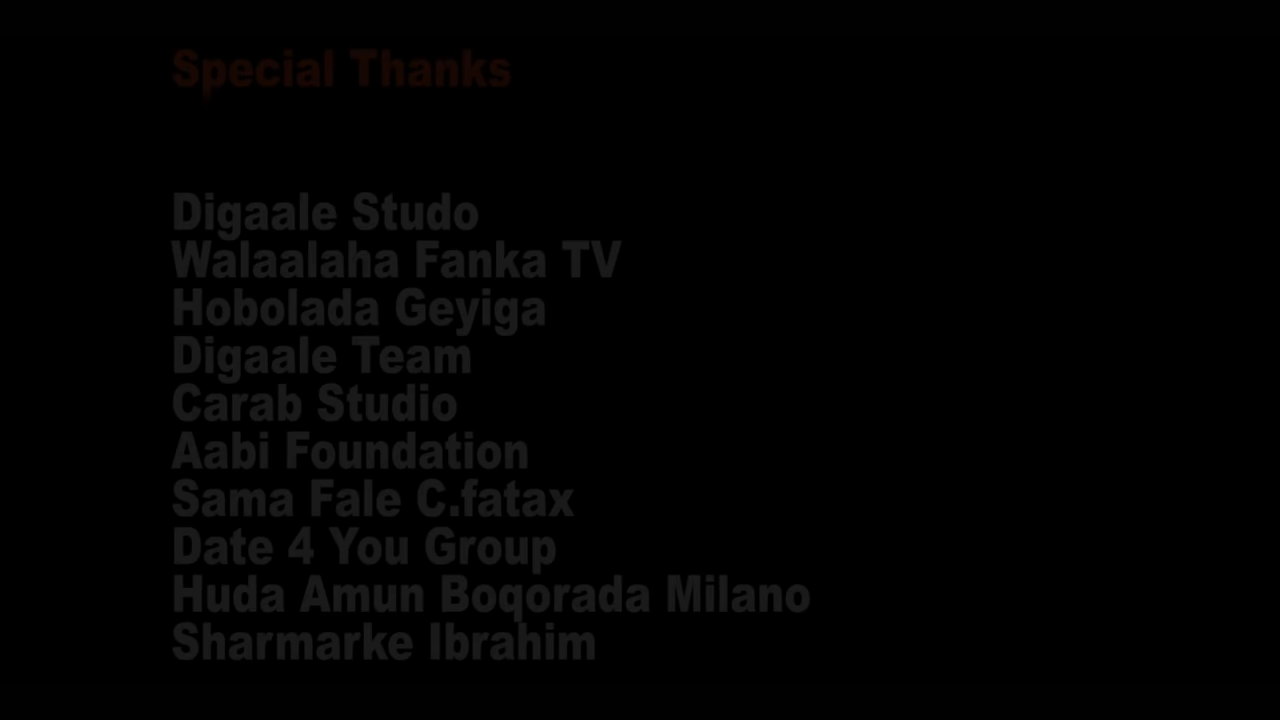 Special Thanks
Digaale Studo
Walaalaha Fanka TV
Hobolada Geyiga
Digaale Team
Carab Studio
Aabi Foundation
Sama Fale C.fatax
Date 4 You Group
Huda Amun Boqorada Milano
Sharmarke Ibrahim